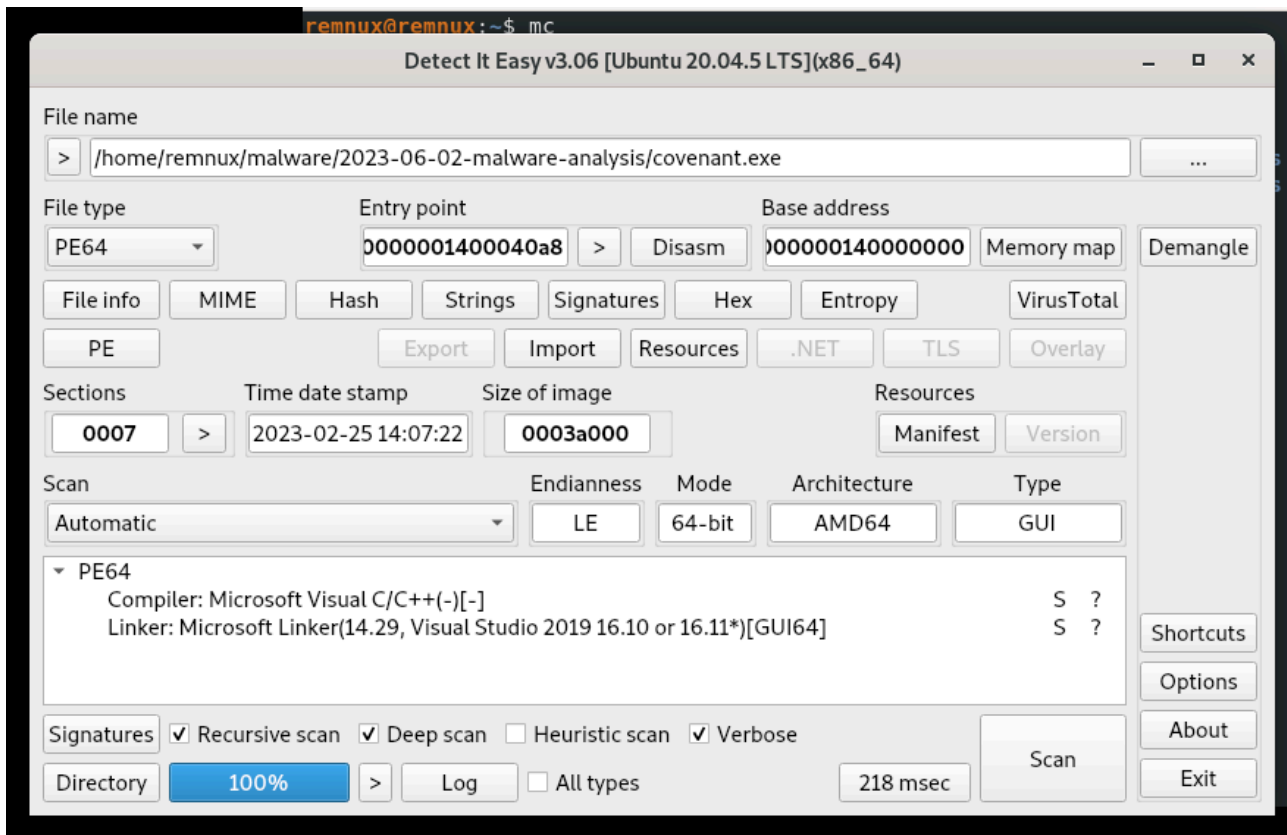 remnux@remnux:~$ mc
Detect It Easy v3.06 [Ubuntu 20.04.5 LTS](x86_64)
File name
> /home/remnux/malware/2023-06-02-malware-analysis/covenant.exe ...
File type Entry point Base address
PE64 0000001400040a8 > Disasm 000000140000000 Memory map Demangle
File info MIME Hash Strings Signatures Hex Entropy VirusTotal
PE Export Import Resources .NET TLS Overlay
Sections Time date stamp Size of image Resources
0007 > 2023-02-25 14:07:22 0003a000 Manifest Version
Scan Endianness Mode Architecture Type
Automatic LE 64-bit AMD64 GUI
PE64
Compiler: Microsoft Visual C/C++(-)[-] S ?
Linker: Microsoft Linker(14.29, Visual Studio 2019 16.10 or 16.11*)[GUI64] S ?
Shortcuts
Options
Signatures Recursive scan Deep scan Heuristic scan Verbose Scan About
Directory 100% > Log All types 218 msec Exit